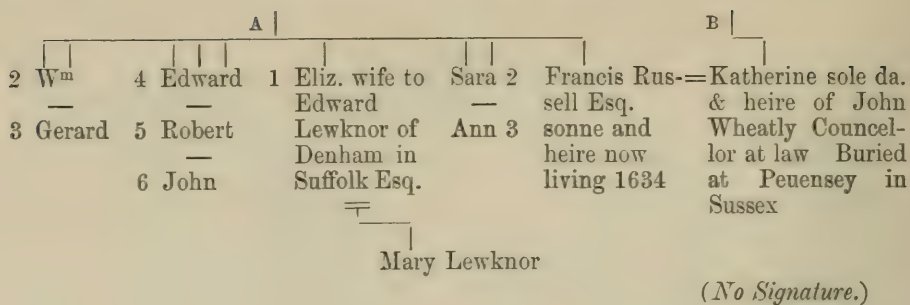 A B
2 Wm 4 Edward 1 Eliz. wife to Sara 2 Francis Rus-=Katherine sole da.
— — Edward — sell Esq. & heire of John
3 Gerard 5 Robert Lewknor of Ann 3 sonne and Wheatly Councel-
— Denham in heire now lor at law Buried
6 John Suffolk Esq. living 1634 at Peuensey in
Sussex
Mary Lewknor
(No Signature.)